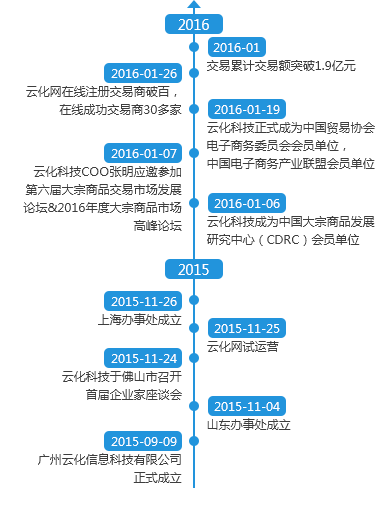 2016
2016-01
交易累计交易额突破1.9亿元
2016-01-26
云化网在线注册交易商破百，
在线成功交易商30多家
2016-01-19
云化科技正式成为中国贸易协会
电子商务委员会会员单位，
中国电子商务产业联盟会员单位
2016-01-07
云化科技COO张明应邀参加
第六届大宗商品交易市场发展
论坛&2016年度大宗商品市场
高峰论坛
2016-01-06
云化科技成为中国大宗商品发展
研究中心（CDRC）会员单位
2015
2015-11-26
上海办事处成立
2015-11-25
云化网试运营
2015-11-24
云化科技于佛山市召开
首届企业家座谈会
2015-11-04
山东办事处成立
2015-09-09
广州云化信息科技有限公司
正式成立